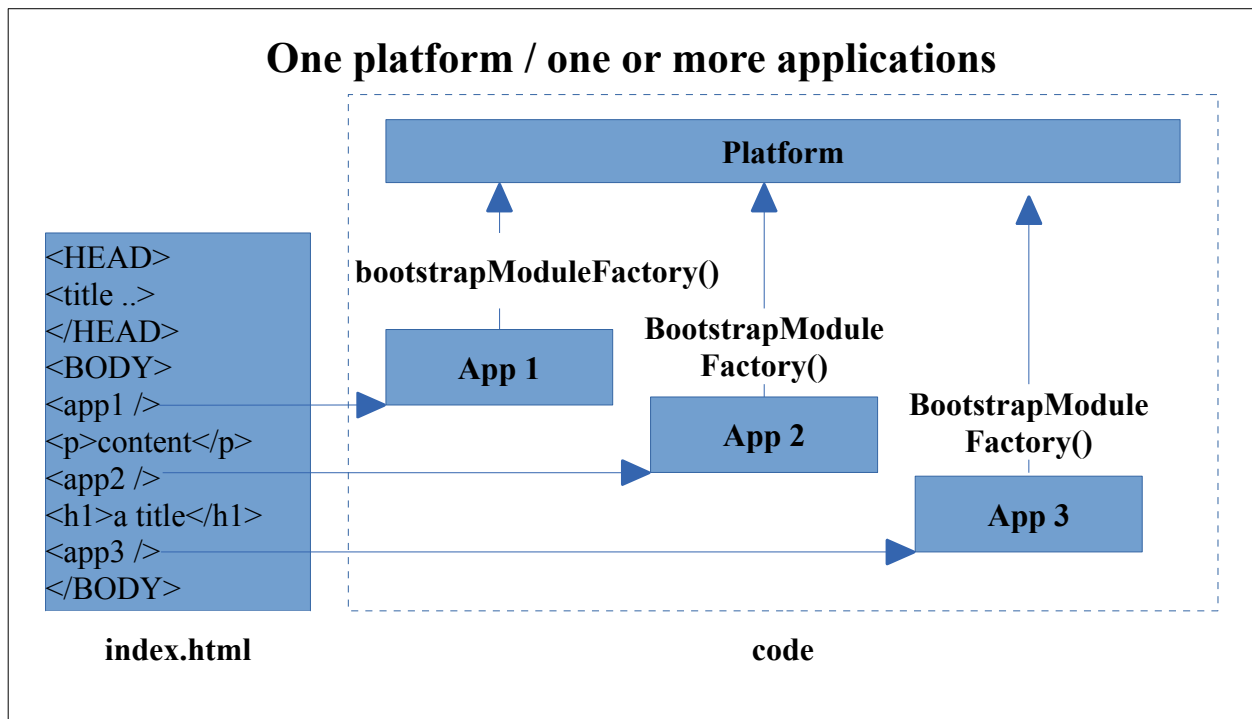 One platform / one or more applications
Platform
<HEAD>
<title ..>
</HEAD>
<BODY>
<app1 />
<p>content</p>
<app2 />
<h1>a title</h1>
<app3 />
</BODY>
bootstrapModuleFactory()
App 1
BootstrapModule
Factory()
App 2
BootstrapModule
Factory()
App 3
index.html
code